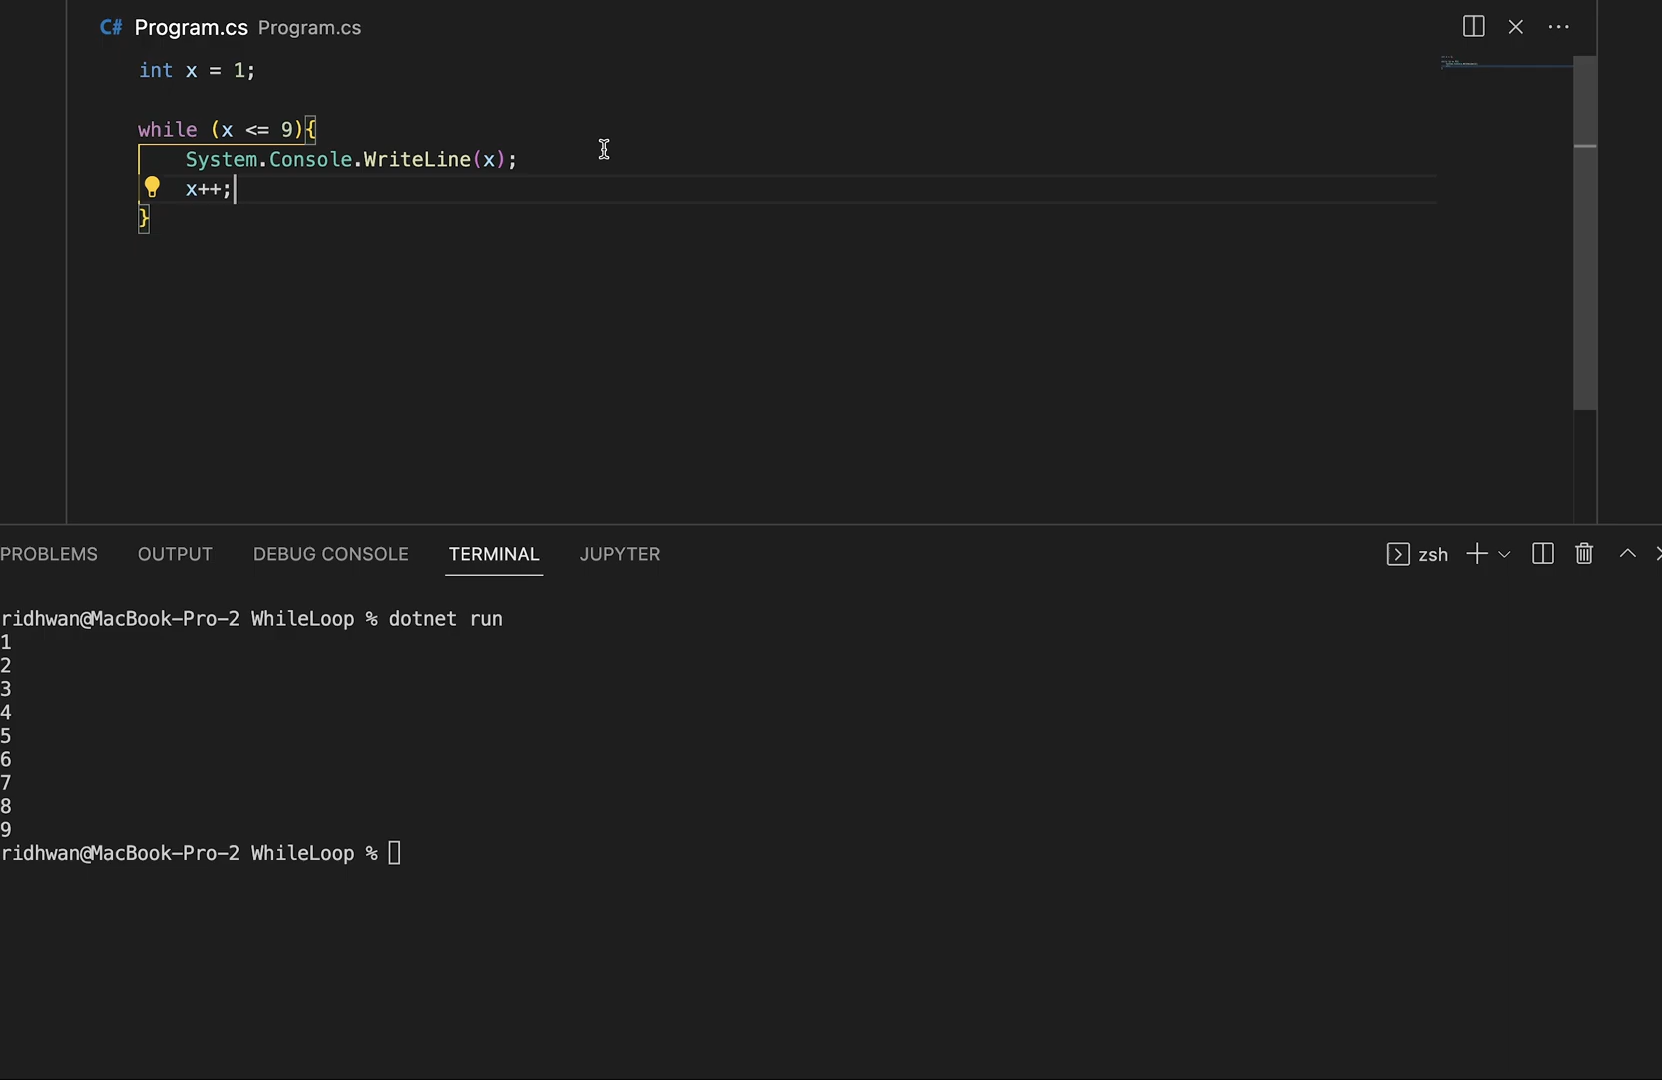 C# Program.cs Program.cs
int x = 1;
while (x <= 9){
System.Console.WriteLine(x);
x++;
}
PROBLEMS OUTPUT DEBUG CONSOLE TERMINAL JUPYTER zsh
ridhwan@MacBook-Pro-2 WhileLoop % dotnet run
1
2
3
4
5
6
7
8
9
ridhwan@MacBook-Pro-2 WhileLoop %